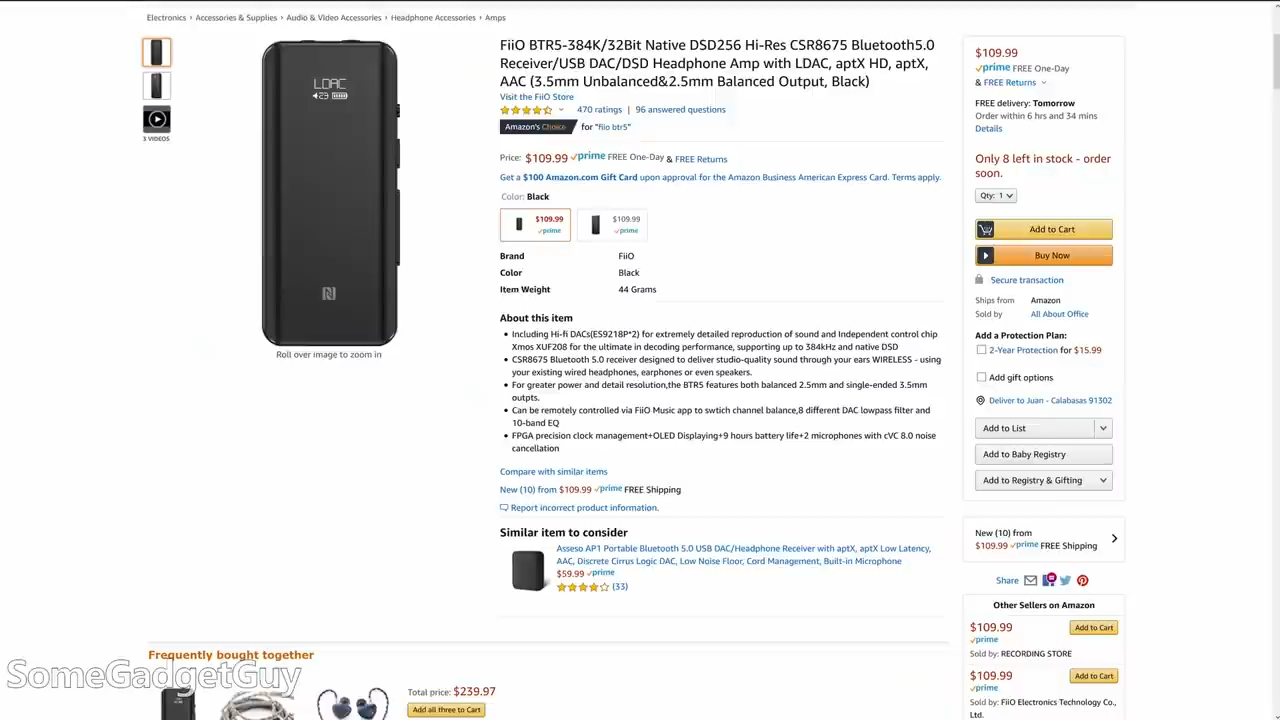 Electronics › Accessories & Supplies › Audio & Video Accessories › Headphone Accessories › Amps
3 VIDEOS
LDAC
23
Roll over image to zoom in
FiiO BTR5-384K/32Bit Native DSD256 Hi-Res CSR8675 Bluetooth5.0
Receiver/USB DAC/DSD Headphone Amp with LDAC, aptX HD, aptX,
AAC (3.5mm Unbalanced&2.5mm Balanced Output, Black)
Visit the FiiO Store
470 ratings | 96 answered questions
Amazon's Choice for "fiio btr5"
Price: $109.99 prime FREE One-Day & FREE Returns
Get a $100 Amazon.com Gift Card upon approval for the Amazon Business American Express Card. Terms apply.
Color: Black
$109.99 $109.99
prime prime
Brand FiiO
Color Black
Item Weight 44 Grams
About this item
• Including Hi-fi DACs(ES9218P*2) for extremely detailed reproduction of sound and Independent control chip
Xmos XUF208 for the ultimate in decoding performance, supporting up to 384kHz and native DSD
• CSR8675 Bluetooth 5.0 receiver designed to deliver studio-quality sound through your ears WIRELESS - using
your existing wired headphones, earphones or even speakers.
• For greater power and detail resolution,the BTR5 features both balanced 2.5mm and single-ended 3.5mm
outpts.
• Can be remotely controlled via FiiO Music app to swtich channel balance,8 different DAC lowpass filter and
10-band EQ
• FPGA precision clock management+OLED Displaying+9 hours battery life+2 microphones with cVC 8.0 noise
cancellation
Compare with similar items
New (10) from $109.99 prime FREE Shipping
Report incorrect product information.
Similar item to consider
Asseso AP1 Portable Bluetooth 5.0 USB DAC/Headphone Receiver with aptX, aptX Low Latency,
AAC, Discrete Cirrus Logic DAC, Low Noise Floor, Cord Management, Built-in Microphone
$59.99 prime
(33)
$109.99
prime FREE One-Day
& FREE Returns
FREE delivery: Tomorrow
Order within 6 hrs and 34 mins
Details
Only 8 left in stock - order
soon.
Qty: 1
Add to Cart
Buy Now
Secure transaction
Ships from Amazon
Sold by All About Office
Add a Protection Plan:
2-Year Protection for $15.99
Add gift options
Deliver to Juan - Calabasas 91302
Add to List
Add to Baby Registry
Add to Registry & Gifting
New (10) from
$109.99 prime FREE Shipping
Share
Other Sellers on Amazon
$109.99 Add to Cart
prime
Sold by: RECORDING STORE
$109.99 Add to Cart
prime
Sold by: FiiO Electronics Technology Co.,
Ltd.
Frequently bought together
SomeGadgetGuy
Total price: $239.97
Add all three to Cart